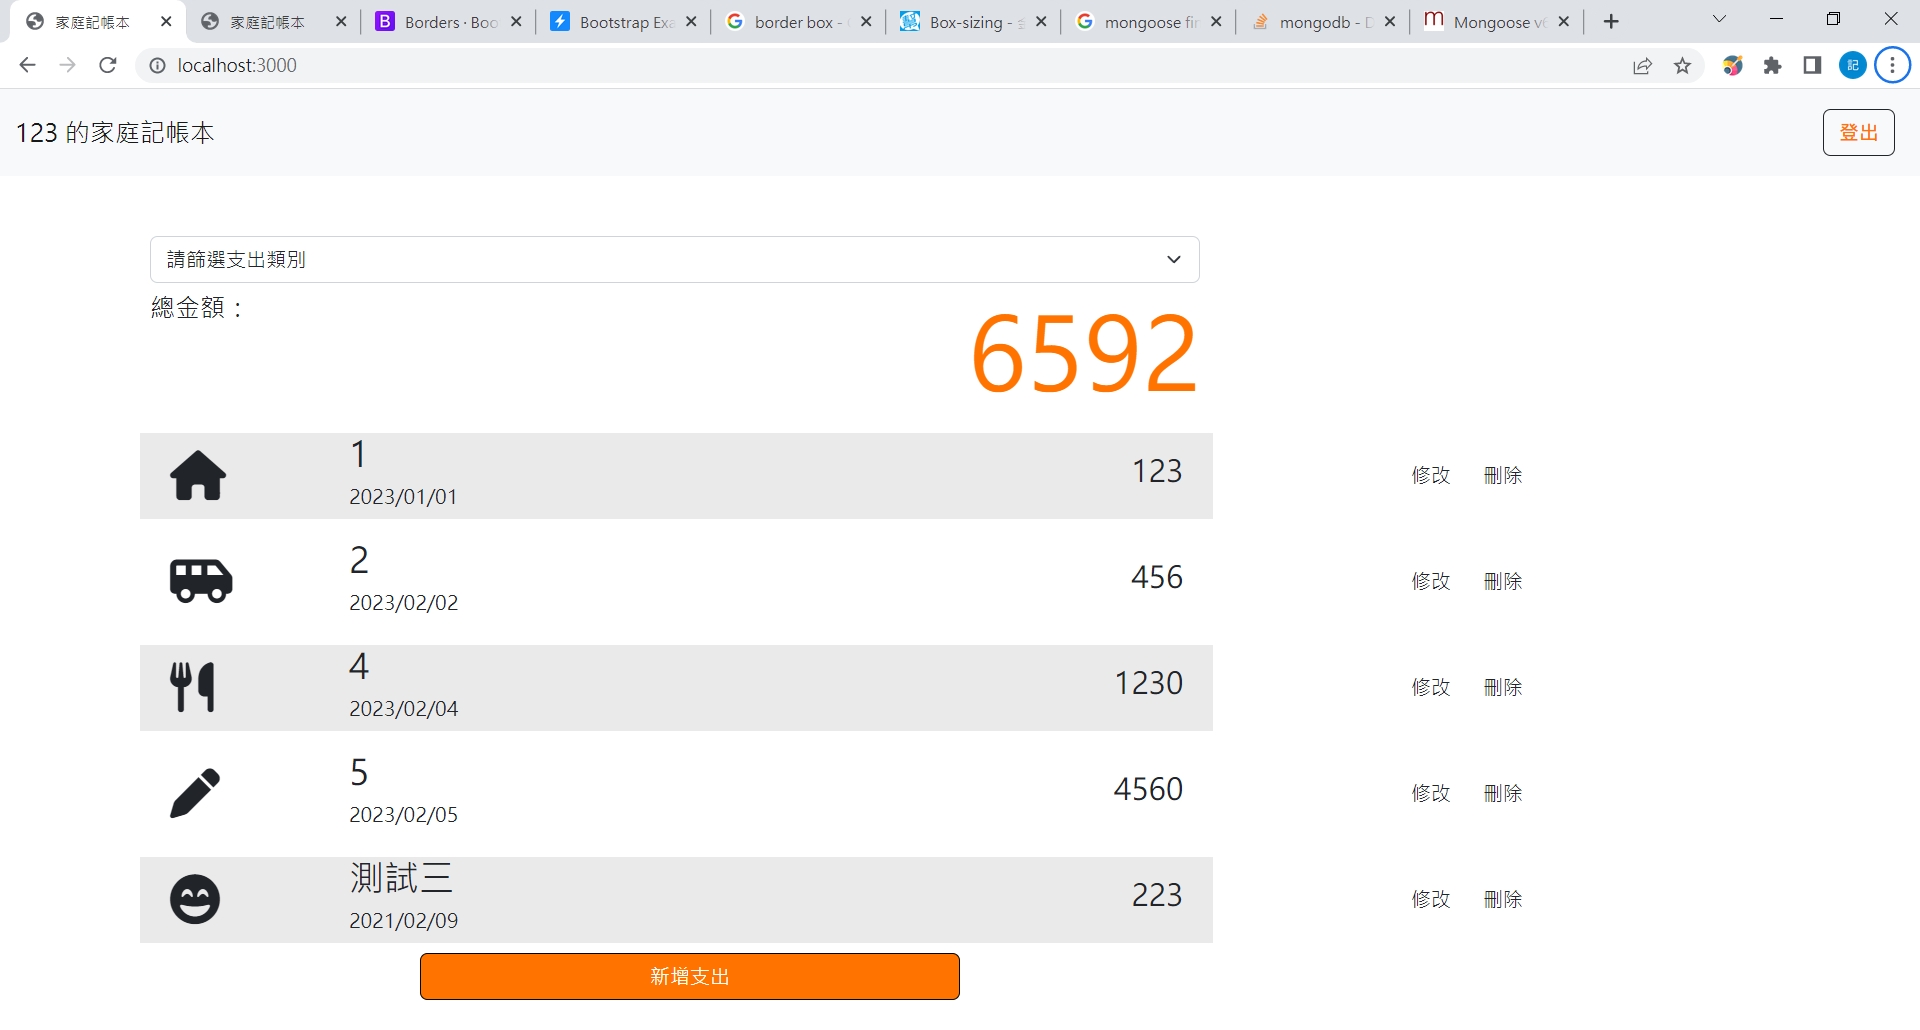 家庭記帳本
家庭記帳本
Borders · Boo
Bootstrap Exa
border box -
Box-sizing -
mongoose fir
mongodb - D
Mongoose v6
localhost:3000
記
123 的家庭記帳本
登出
請篩選支出類別
總金額：
6592
1
2023/01/01
123
修改 刪除
2
2023/02/02
456
修改 刪除
4
2023/02/04
1230
修改 刪除
5
2023/02/05
4560
修改 刪除
測試三
2021/02/09
223
修改 刪除
新增支出